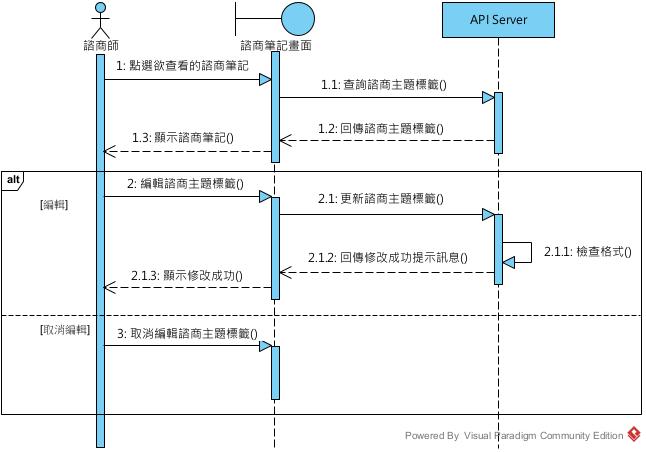 API Server
諮商師
諮商筆記畫面
1: 點選欲查看的諮商筆記
1.1: 查詢諮商主題標籤()
1.2: 回傳諮商主題標籤()
1.3: 顯示諮商筆記()
alt
2: 編輯諮商主題標籤()
[編輯]
2.1: 更新諮商主題標籤()
2.1.1: 檢查格式()
2.1.2: 回傳修改成功提示訊息()
2.1.3: 顯示修改成功()
[取消編輯]
3: 取消編輯諮商主題標籤()
Powered By Visual Paradigm Community Edition